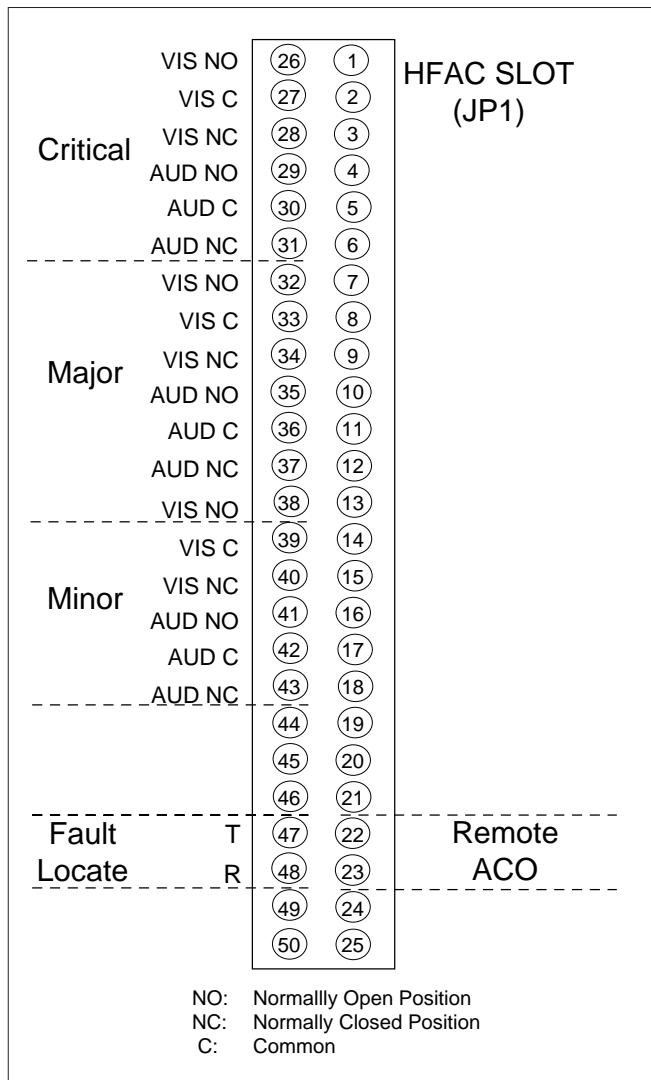 VIS NO 26 1 HFAC SLOT
VIS C 27 2 (JP1)
VIS NC 28 3
Critical
AUD NO 29 4
AUD C 30 5
AUD NC 31 6
VIS NO 32 7
VIS C 33 8
VIS NC 34 9
Major
AUD NO 35 10
AUD C 36 11
AUD NC 37 12
VIS NO 38 13
VIS C 39 14
VIS NC 40 15
Minor
AUD NO 41 16
AUD C 42 17
AUD NC 43 18
44 19
45 20
46 21
Fault T 47 22 Remote
Locate R 48 23 ACO
49 24
50 25
NO: Normallly Open Position
NC: Normally Closed Position
C: Common